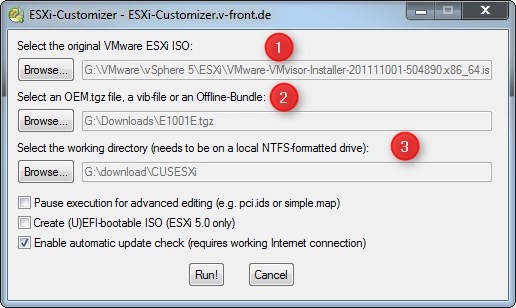 ESXi-Customizer - ESXi-Customizer.v-front.de
Select the original VMware ESXi ISO:
1
Browse...
G:\VMware\vSphere 5\ESXi\VMware-VMvisor-Installer-201111001-504890.x86_64.is
Select an OEM.tgz file, a vib-file or an Offline-Bundle:
2
Browse...
G:\Downloads\E1001E.tgz
Select the working directory (needs to be on a local NTFS-formatted drive):
3
Browse...
G:\download\CUSESXi
Pause execution for advanced editing (e.g. pci.ids or simple.map)
Create (U)EFI-bootable ISO (ESXi 5.0 only)
Enable automatic update check (requires working Internet connection)
Run!
Cancel